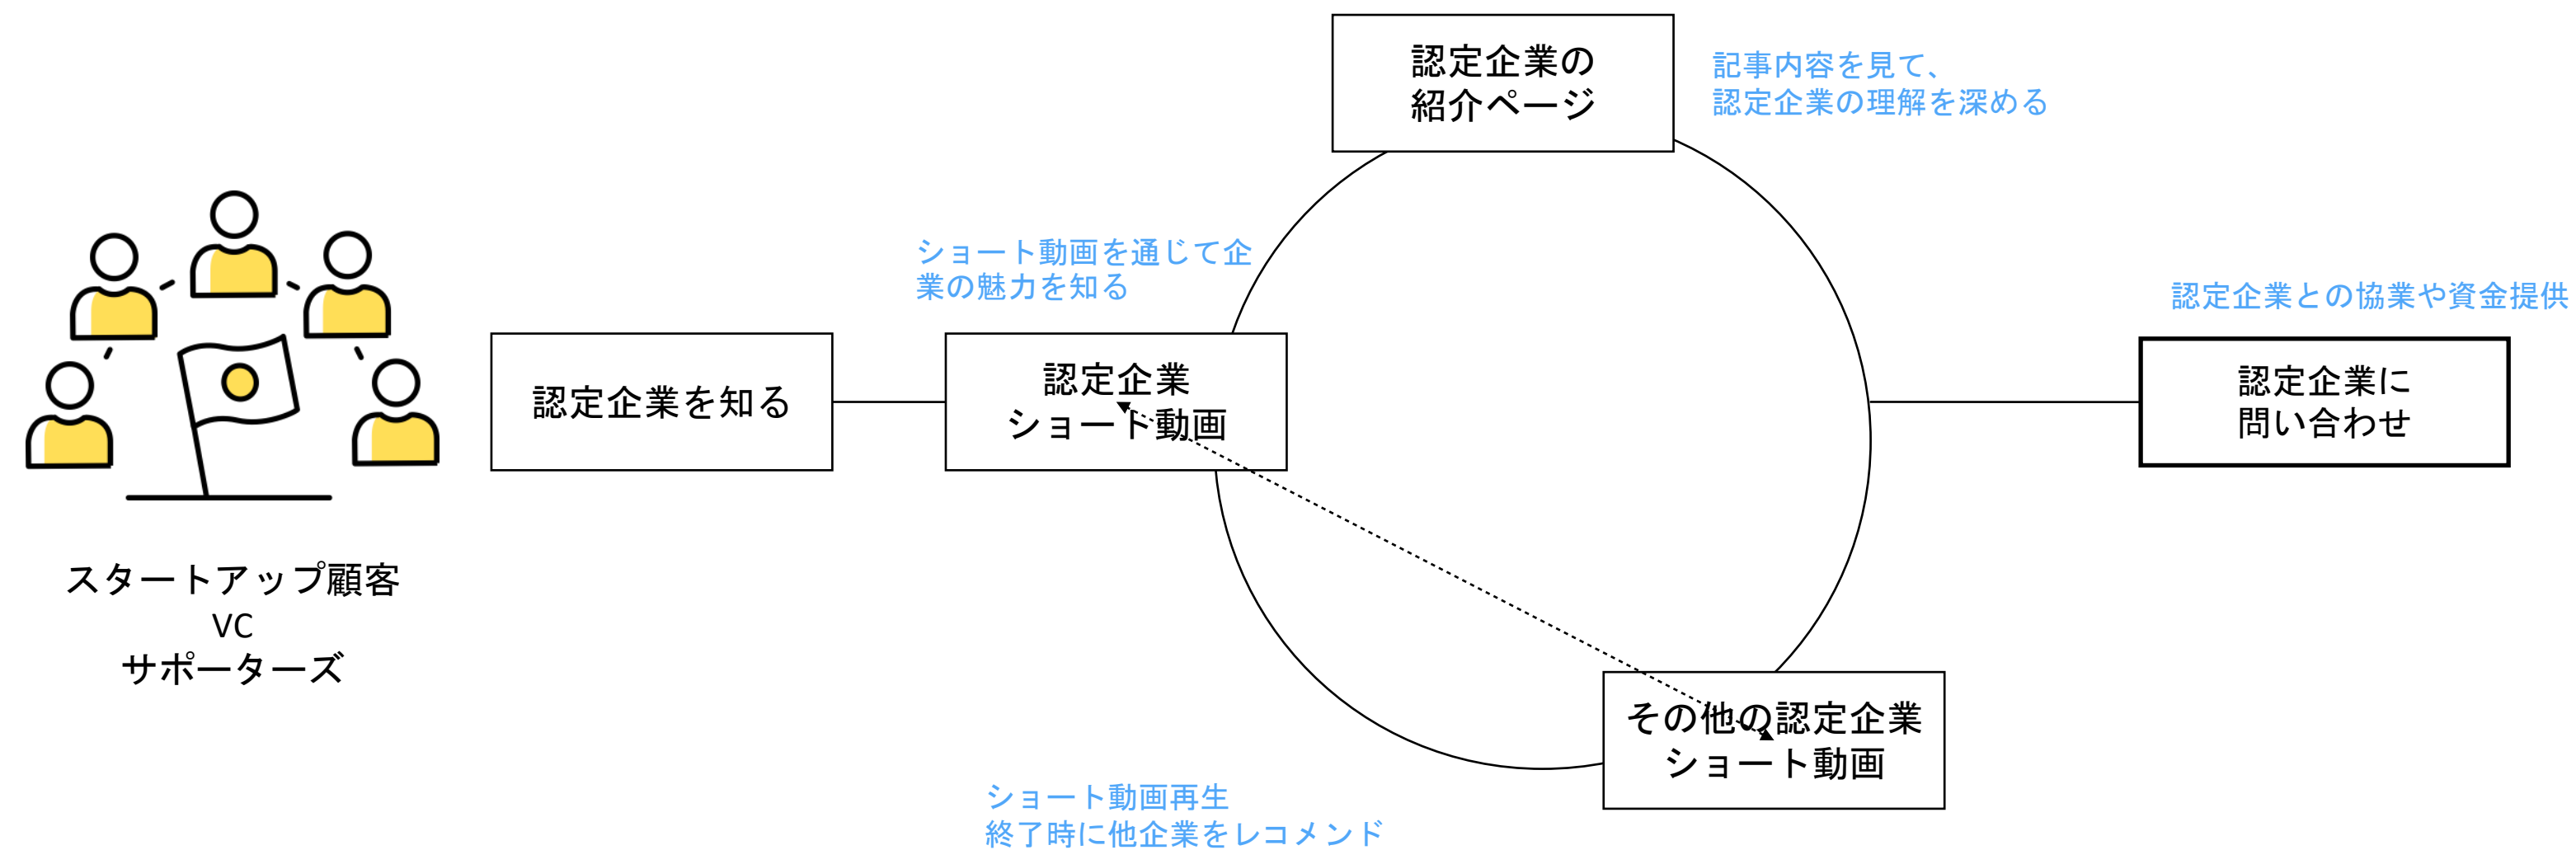 スタートアップ顧客
VC
サポーターズ
認定企業を知る
ショート動画を通じて企
業の魅力を知る
認定企業
ショート動画
認定企業の
紹介ページ
記事内容を見て、
認定企業の理解を深める
その他の認定企業
ショート動画
ショート動画再生
終了時に他企業をレコメンド
認定企業との協業や資金提供
認定企業に
問い合わせ